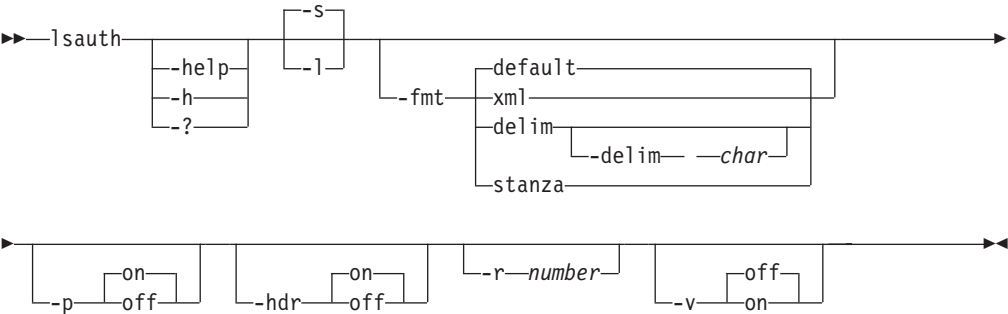 -s
lsauth
-help
-l
default
-h
-fmt
xml
-?
delim
-delim char
stanza
on on off
-p off -hdr off -r number -v on